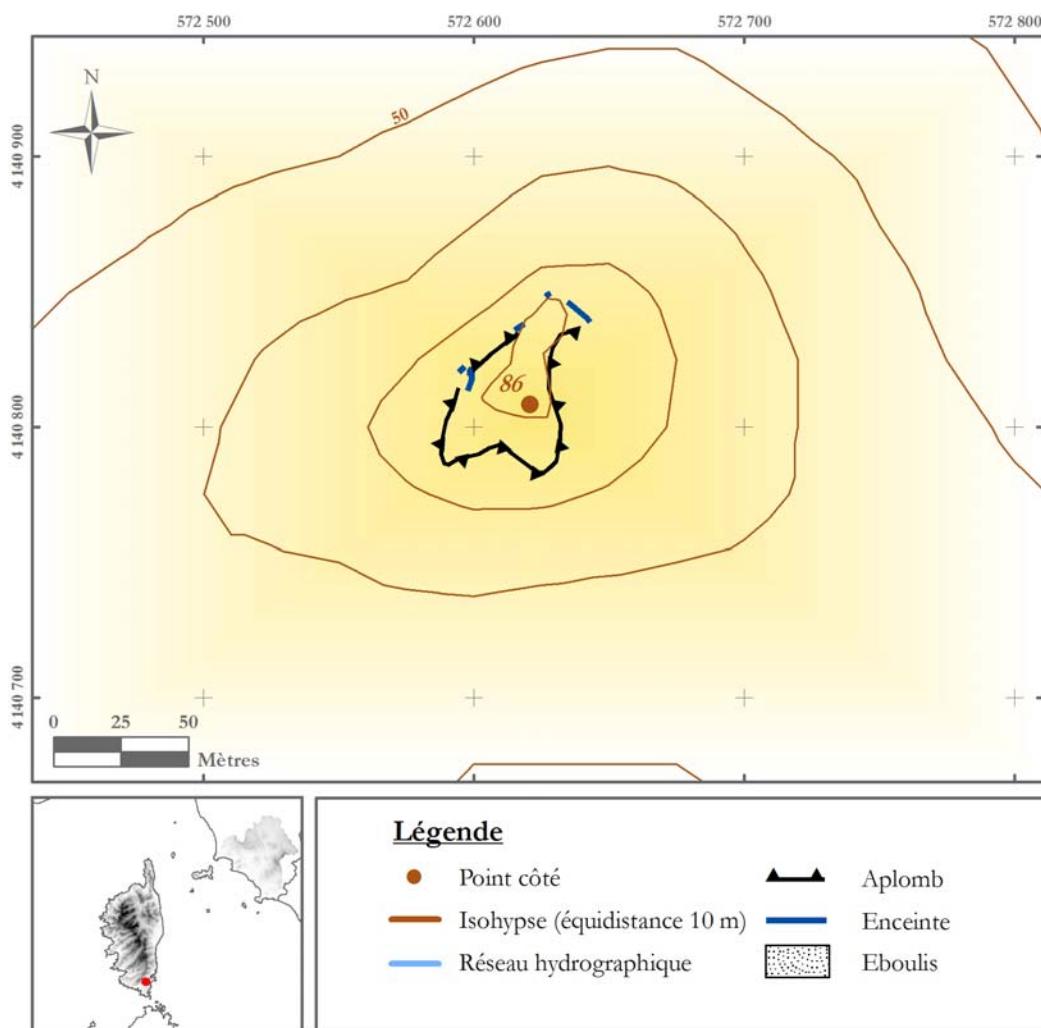 572 500 572 600 572 700 572 800
N
50
4 140 900
86
4 140 800
4 140 700
0 25 50
Mètres
Légende
Point côté
Aplomb
Isohypse (équidistance 10 m)
Enceinte
Réseau hydrographique
Eboulis